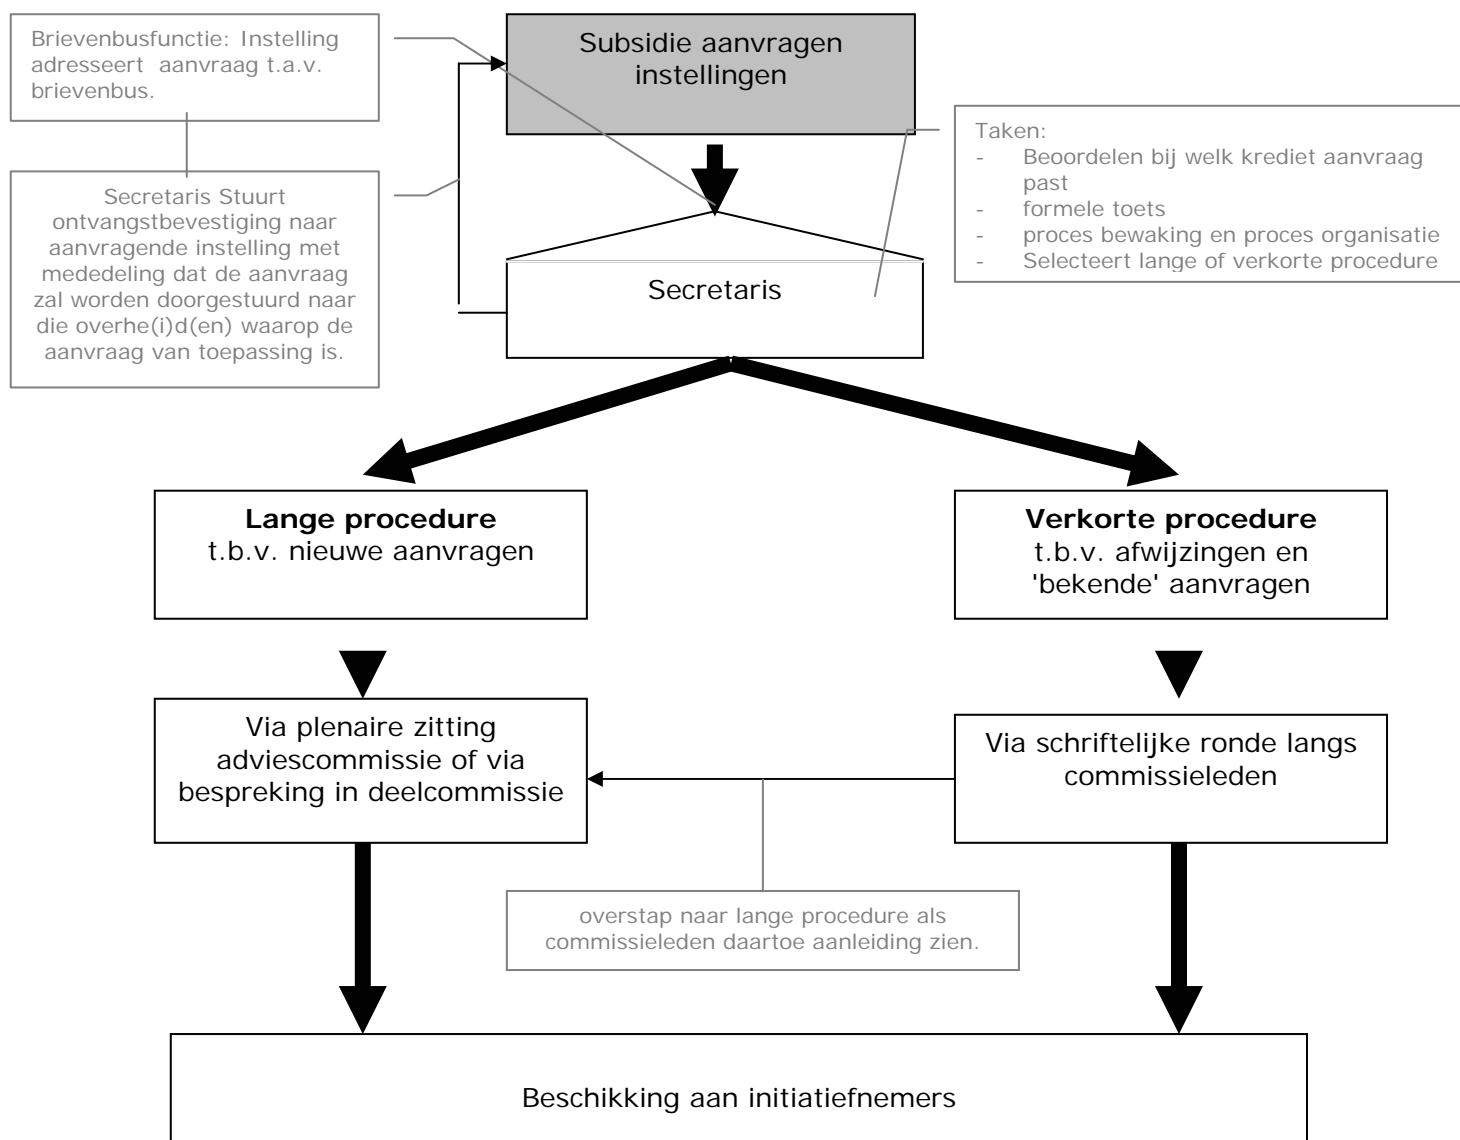 Brievenbusfunctie: Instelling
adresseert aanvraag t.a.v.
brievenbus.
Subsidie aanvragen
instellingen
Taken:
- Beoordelen bij welk krediet aanvraag
past
- formele toets
- proces bewaking en proces organisatie
- Selecteert lange of verkorte procedure
Secretaris Stuurt
ontvangstbevestiging naar
aanvragende instelling met
mededeling dat de aanvraag
zal worden doorgestuurd naar
die overhe(i)d(en) waarop de
aanvraag van toepassing is.
Secretaris
Lange procedure
t.b.v. nieuwe aanvragen
Verkorte procedure
t.b.v. afwijzingen en
'bekende' aanvragen
Via plenaire zitting
adviescommissie of via
bespreking in deelcommissie
Via schriftelijke ronde langs
commissieleden
overstap naar lange procedure als
commissieleden daartoe aanleiding zien.
Beschikking aan initiatiefnemers